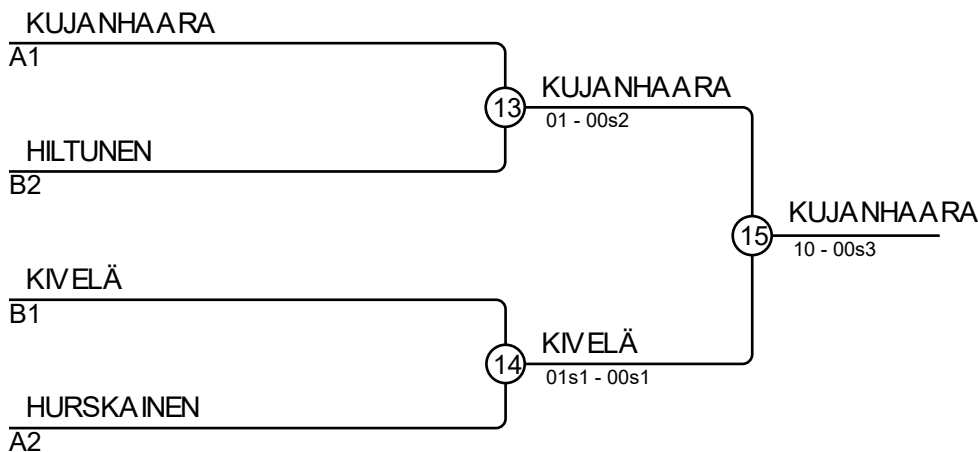 KUJANHAARA
A1
13
KUJANHAARA
01 - 00s2
HILTUNEN
B2
15
KUJANHAARA
10 - 00s3
KIVELÄ
B1
14
KIVELÄ
01s1 - 00s1
HURSKAINEN
A2